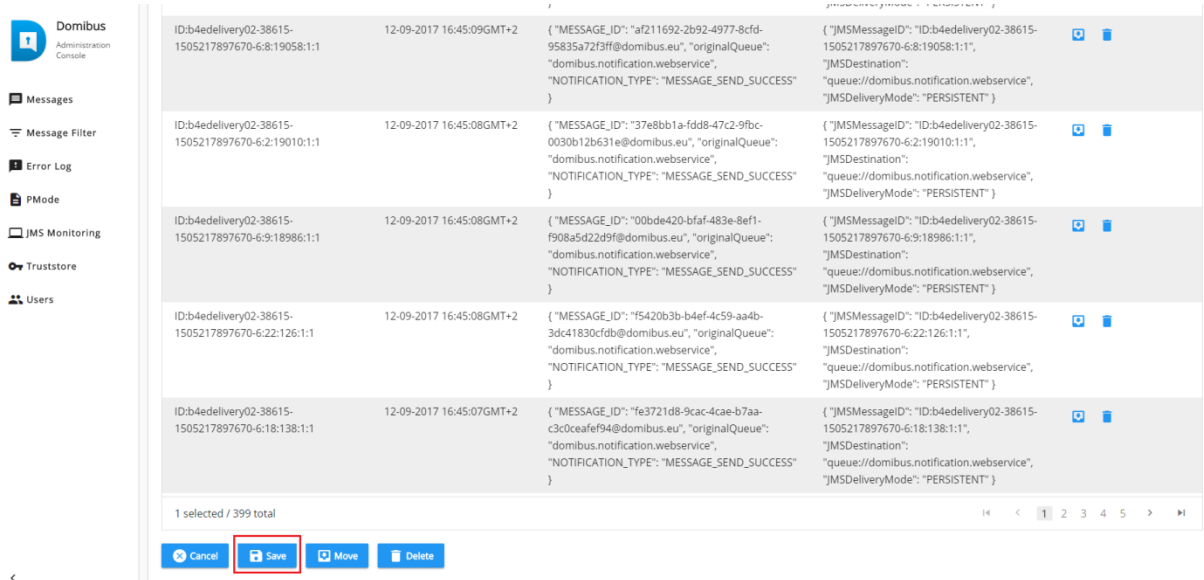 Domibus
Administration
Console
Messages
Message Filter
Error Log
PMode
JMS Monitoring
Truststore
Users
}
ID:b4edelivery02-38615-
1505217897670-6:8:19058:1:1
12-09-2017 16:45:09GMT+2
{ "MESSAGE_ID": "af211692-2b92-4977-8cfd-
95835a72f3ff@domibus.eu", "originalQueue":
"domibus.notification.webservice",
"NOTIFICATION_TYPE": "MESSAGE_SEND_SUCCESS"
}
{ "JMSMessageID": "ID:b4edelivery02-38615-
1505217897670-6:8:19058:1:1",
"JMSDestination":
"queue://domibus.notification.webservice",
"JMSDeliveryMode": "PERSISTENT" }
ID:b4edelivery02-38615-
1505217897670-6:2:19010:1:1
12-09-2017 16:45:08GMT+2
{ "MESSAGE_ID": "37e8bb1a-fdd8-47c2-9fbc-
0030b12b631e@domibus.eu", "originalQueue":
"domibus.notification.webservice",
"NOTIFICATION_TYPE": "MESSAGE_SEND_SUCCESS"
}
{ "JMSMessageID": "ID:b4edelivery02-38615-
1505217897670-6:2:19010:1:1",
"JMSDestination":
"queue://domibus.notification.webservice",
"JMSDeliveryMode": "PERSISTENT" }
ID:b4edelivery02-38615-
1505217897670-6:9:18986:1:1
12-09-2017 16:45:08GMT+2
{ "MESSAGE_ID": "00bde420-bfaf-483e-8ef1-
f908a5d22d9f@domibus.eu", "originalQueue":
"domibus.notification.webservice",
"NOTIFICATION_TYPE": "MESSAGE_SEND_SUCCESS"
}
{ "JMSMessageID": "ID:b4edelivery02-38615-
1505217897670-6:9:18986:1:1",
"JMSDestination":
"queue://domibus.notification.webservice",
"JMSDeliveryMode": "PERSISTENT" }
ID:b4edelivery02-38615-
1505217897670-6:22:126:1:1
12-09-2017 16:45:08GMT+2
{ "MESSAGE_ID": "f5420b3b-b4ef-4c59-aa4b-
3dc41830cfdb@domibus.eu", "originalQueue":
"domibus.notification.webservice",
"NOTIFICATION_TYPE": "MESSAGE_SEND_SUCCESS"
}
{ "JMSMessageID": "ID:b4edelivery02-38615-
1505217897670-6:22:126:1:1",
"JMSDestination":
"queue://domibus.notification.webservice",
"JMSDeliveryMode": "PERSISTENT" }
ID:b4edelivery02-38615-
1505217897670-6:18:138:1:1
12-09-2017 16:45:07GMT+2
{ "MESSAGE_ID": "fe3721d8-9cac-4cae-b7aa-
c3c0ceafef94@domibus.eu", "originalQueue":
"domibus.notification.webservice",
"NOTIFICATION_TYPE": "MESSAGE_SEND_SUCCESS"
}
{ "JMSMessageID": "ID:b4edelivery02-38615-
1505217897670-6:18:138:1:1",
"JMSDestination":
"queue://domibus.notification.webservice",
"JMSDeliveryMode": "PERSISTENT" }
1 selected / 399 total
1 2 3 4 5
Cancel Save Move Delete